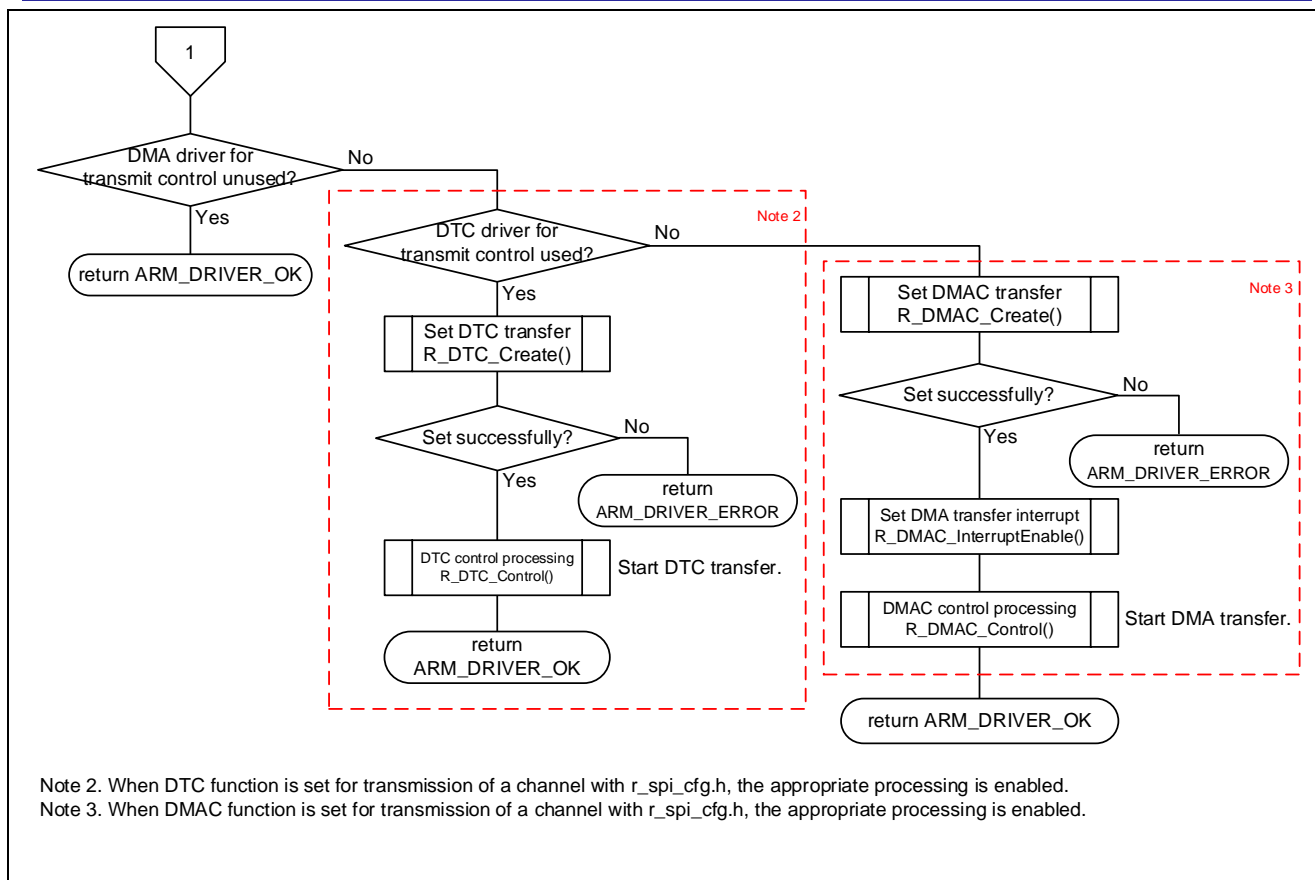 1
DMA driver for
transmit control unused?
No
Yes
return ARM_DRIVER_OK
Note 2
DTC driver for
transmit control used?
No
Yes
Set DTC transfer
R_DTC_Create()
Set successfully?
No
Yes
return
ARM_DRIVER_ERROR
DTC control processing
R_DTC_Control()
Start DTC transfer.
return
ARM_DRIVER_OK
Note 3
Set DMAC transfer
R_DMAC_Create()
Set successfully?
No
Yes
return
ARM_DRIVER_ERROR
Set DMA transfer interrupt
R_DMAC_InterruptEnable()
DMAC control processing
R_DMAC_Control()
Start DMA transfer.
return ARM_DRIVER_OK
Note 2. When DTC function is set for transmission of a channel with r_spi_cfg.h, the appropriate processing is enabled.
Note 3. When DMAC function is set for transmission of a channel with r_spi_cfg.h, the appropriate processing is enabled.